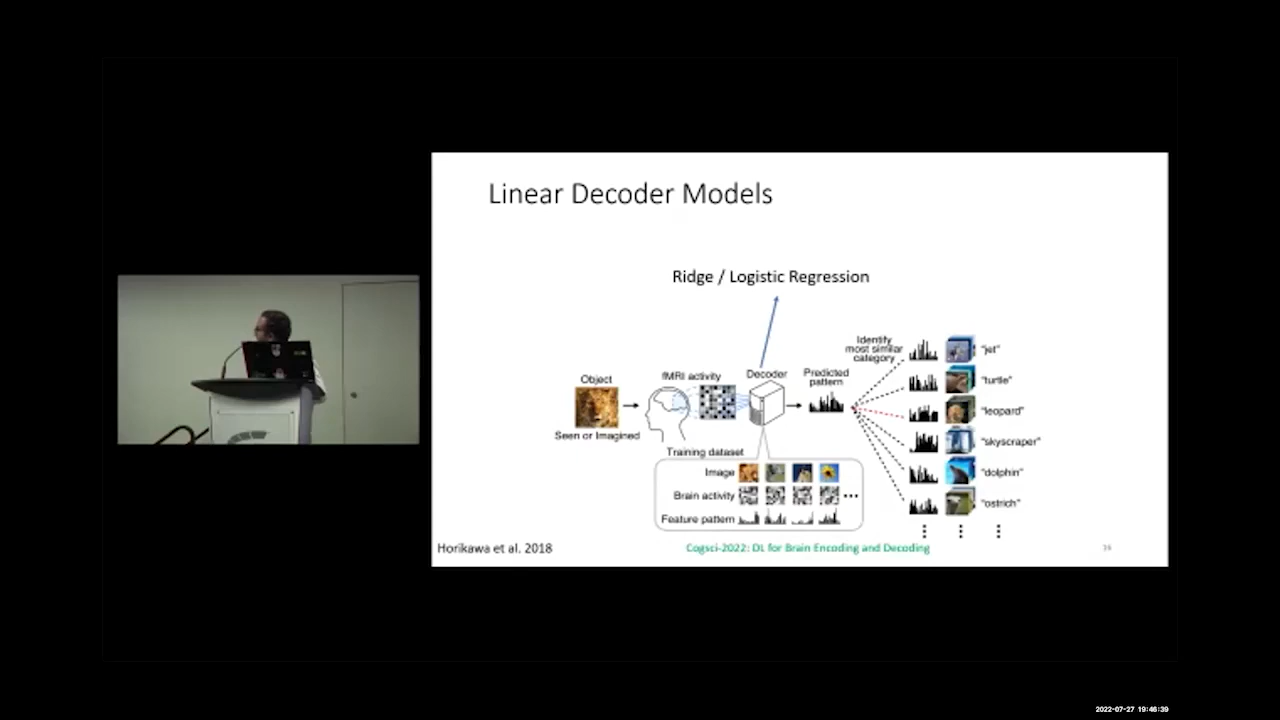 Linear Decoder Models
Ridge / Logistic Regression
Object
Seen or Imagined
fMRI activity
Decoder
Predicted
pattern
Identify
most similar
category
"jet"
"turtle"
"leopard"
"skyscraper"
"dolphin"
"ostrich"
Training dataset
Image
Brain activity
Feature pattern
Horikawa et al. 2018
Cogsci-2022: DL for Brain Encoding and Decoding
2022-07-27 19:46:39